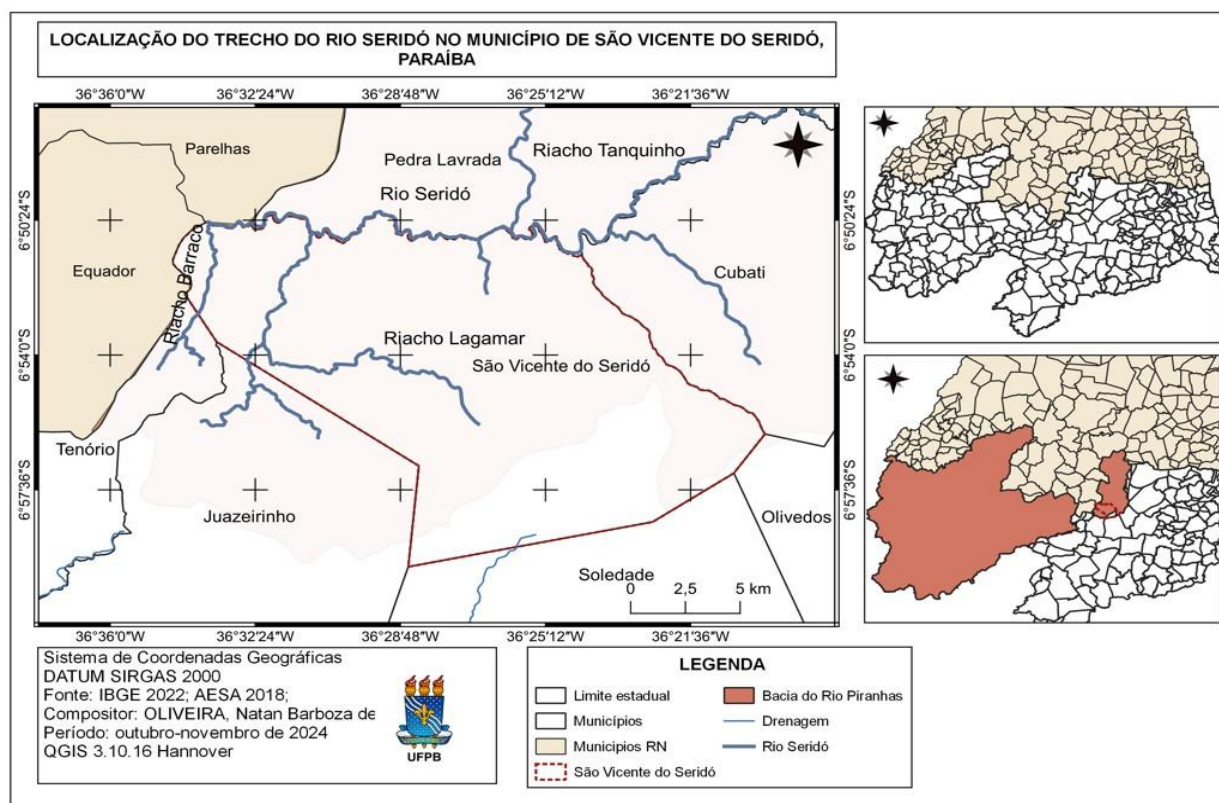 LOCALIZAÇÃO DO TRECHO DO RIO SERIDÓ NO MUNICÍPIO DE SÃO VICENTE DO SERIDÓ,
PARAÍBA
36°36'0"W
36°32'24"W
36°28'48"W
36°25'12"W
36°21'36"W
6°50'24"S
6°54'0"S
6°57'36"S
Parelhas
Pedra Lavrada
Riacho Tanquinho
Rio Seridó
Equador
Riacho Barraco
Cubati
Riacho Lagamar
São Vicente do Seridó
Tenório
Juazeirinho
Olivedos
Soledade
0 2,5 5 km
6°50'24"S
6°54'0"S
6°57'36"S
36°36'0"W
36°32'24"W
36°28'48"W
36°25'12"W
36°21'36"W
Sistema de Coordenadas Geográficas
DATUM SIRGAS 2000
Fonte: IBGE 2022; AESA 2018;
Compositor: OLIVEIRA, Natan Barboza de
Período: outubro-novembro de 2024
QGIS 3.10.16 Hannover
UFPB
LEGENDA
Limite estadual
Municípios
Municipios RN
São Vicente do Seridó
Bacia do Rio Piranhas
Drenagem
Rio Seridó